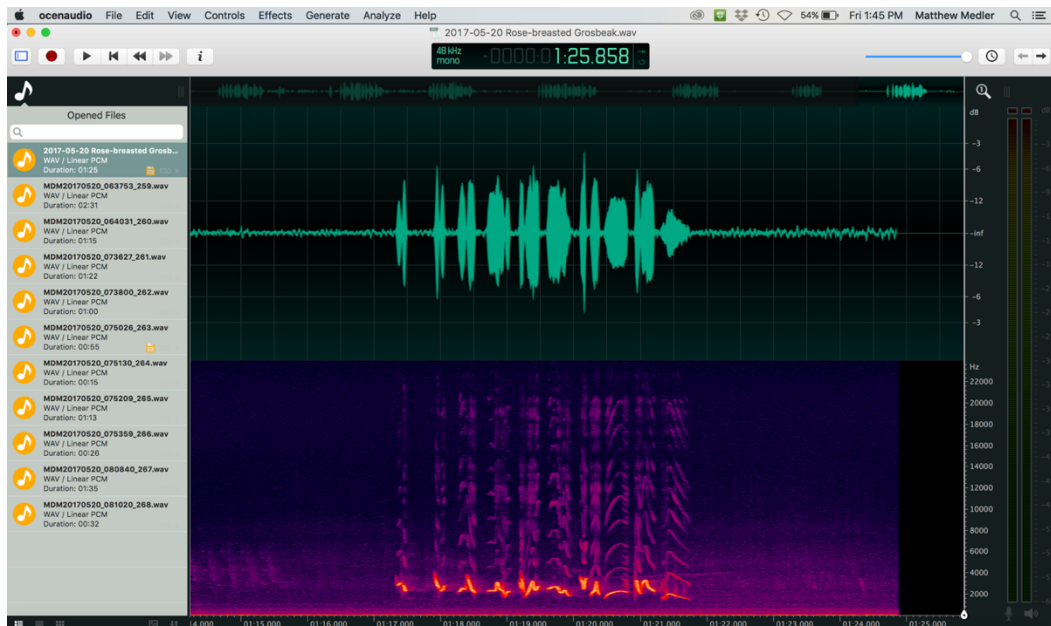 ocenaudio File Edit View Controls Effects Generate Analyze Help 54% Fri 1:45 PM Matthew Medler
2017-05-20 Rose-breasted Grosbeak.wav
48 kHz
mono
-0000:01:25.858
Opened Files
2017-05-20 Rose-breasted Grosb...
WAV / Linear PCM
Duration: 01:25
MDM20170520_063753_259.wav
WAV / Linear PCM
Duration: 02:31
MDM20170520_064031_260.wav
WAV / Linear PCM
Duration: 01:15
MDM20170520_073627_261.wav
WAV / Linear PCM
Duration: 01:22
MDM20170520_073800_262.wav
WAV / Linear PCM
Duration: 01:00
MDM20170520_075026_263.wav
WAV / Linear PCM
Duration: 00:55
MDM20170520_075130_264.wav
WAV / Linear PCM
Duration: 00:15
MDM20170520_075209_265.wav
WAV / Linear PCM
Duration: 01:13
MDM20170520_075359_266.wav
WAV / Linear PCM
Duration: 00:26
MDM20170520_080840_267.wav
WAV / Linear PCM
Duration: 01:35
MDM20170520_081020_268.wav
WAV / Linear PCM
Duration: 00:32
dB
-3
-6
-12
-inf
-12
-6
-3
Hz
22000
20000
18000
16000
14000
12000
10000
8000
6000
4000
2000
4.000 01:15.000 01:16.000 01:17.000 01:18.000 01:19.000 01:20.000 01:21.000 01:22.000 01:23.000 01:24.000 01:25.000